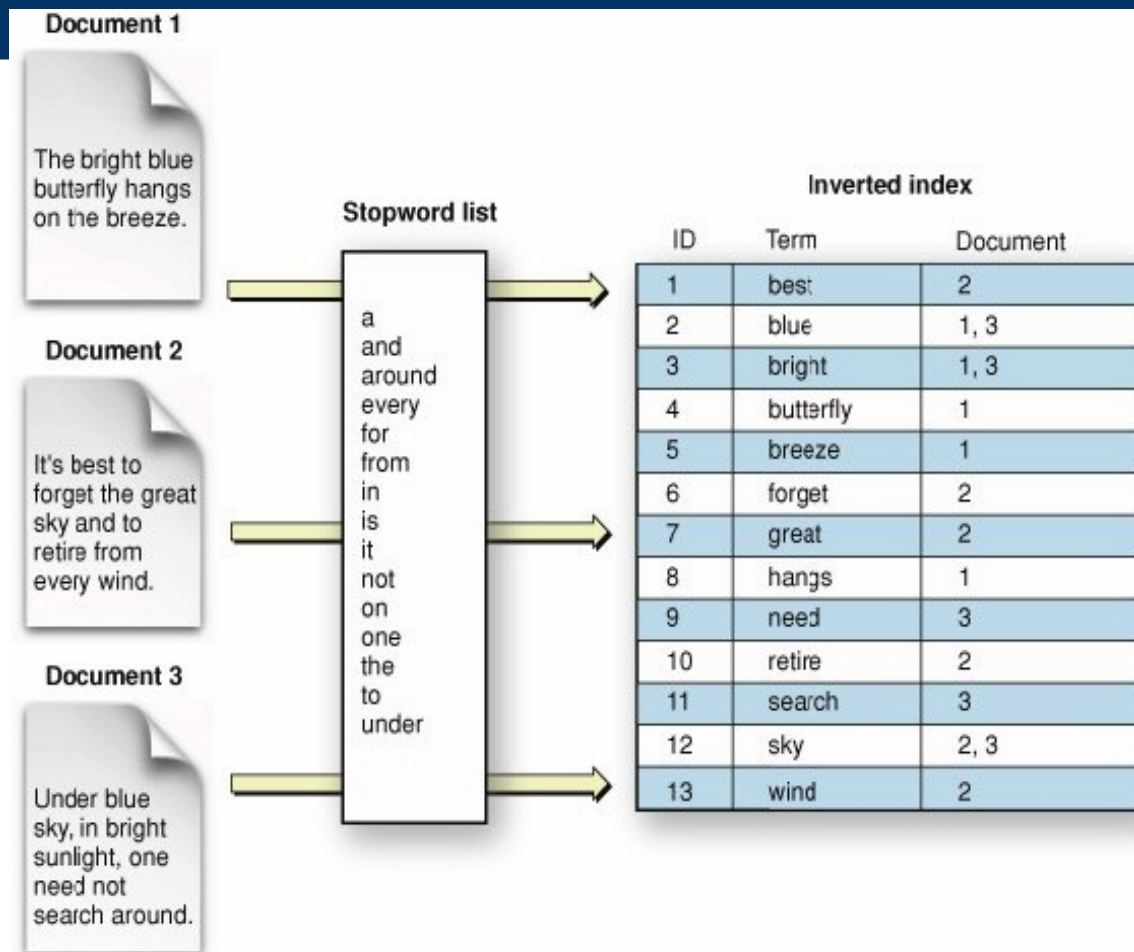 Document 1
The bright blue
butterfly hangs
on the breeze.
Document 2
It's best to
forget the great
sky and to
retire from
every wind.
Document 3
Under blue
sky, in bright
sunlight, one
need not
search around.
Stopword list
a
and
around
every
for
from
in
is
it
not
on
one
the
to
under
Inverted index
ID Term Document
1 best 2
2 blue 1, 3
3 bright 1, 3
4 butterfly 1
5 breeze 1
6 forget 2
7 great 2
8 hangs 1
9 need 3
10 retire 2
11 search 3
12 sky 2, 3
13 wind 2